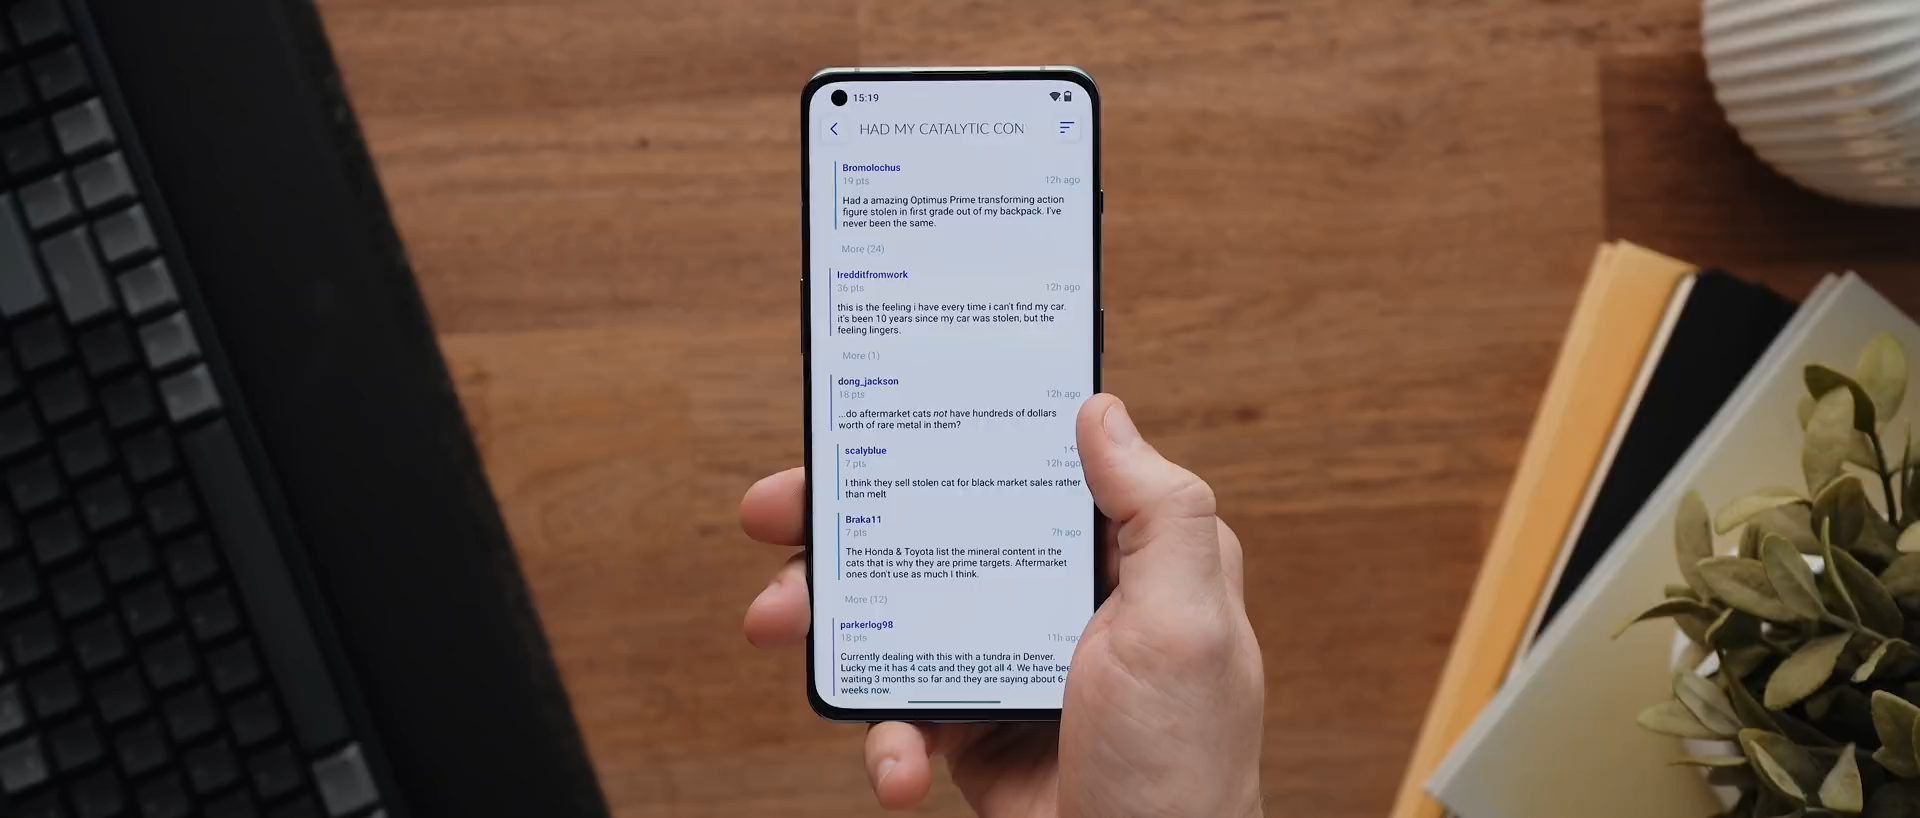 15:19
HAD MY CATALYTIC CON
Bromolochus
19 pts 12h ago
Had a amazing Optimus Prime transforming action
figure stolen in first grade out of my backpack. I've
never been the same.
More (24)
Iredditfromwork
36 pts 12h ago
this is the feeling i have every time i can't find my car.
it's been 10 years since my car was stolen, but the
feeling lingers.
More (1)
dong_jackson
18 pts 12h ago
...do aftermarket cats not have hundreds of dollars
worth of rare metal in them?
scalyblue
1
7 pts 12h ago
I think they sell stolen cat for black market sales rather
than melt
Braka11
7 pts 7h ago
The Honda & Toyota list the mineral content in the
cats that is why they are prime targets. Aftermarket
ones don't use as much I think.
More (12)
parkerlog98
18 pts 11h ago
Currently dealing with this with a tundra in Denver.
Lucky me it has 4 cats and they got all 4. We have bee
waiting 3 months so far and they are saying about 6-
weeks now.